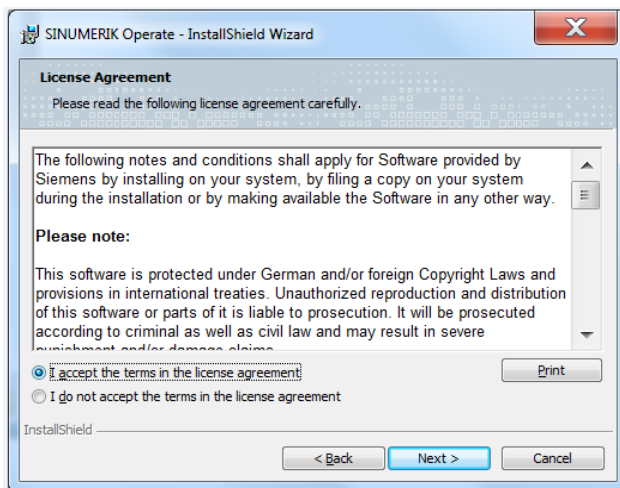 SINUMERIK Operate - InstallShield Wizard
License Agreement
Please read the following license agreement carefully.
The following notes and conditions shall apply for Software provided by
Siemens by installing on your system, by filing a copy on your system
during the installation or by making available the Software in any other way.
Please note:
This software is protected under German and/or foreign Copyright Laws and
provisions in international treaties. Unauthorized reproduction and distribution
of this software or parts of it is liable to prosecution. It will be prosecuted
according to criminal as well as civil law and may result in severe
punishment and/or damage claims.
I accept the terms in the license agreement
Print
I do not accept the terms in the license agreement
InstallShield
< Back
Next >
Cancel